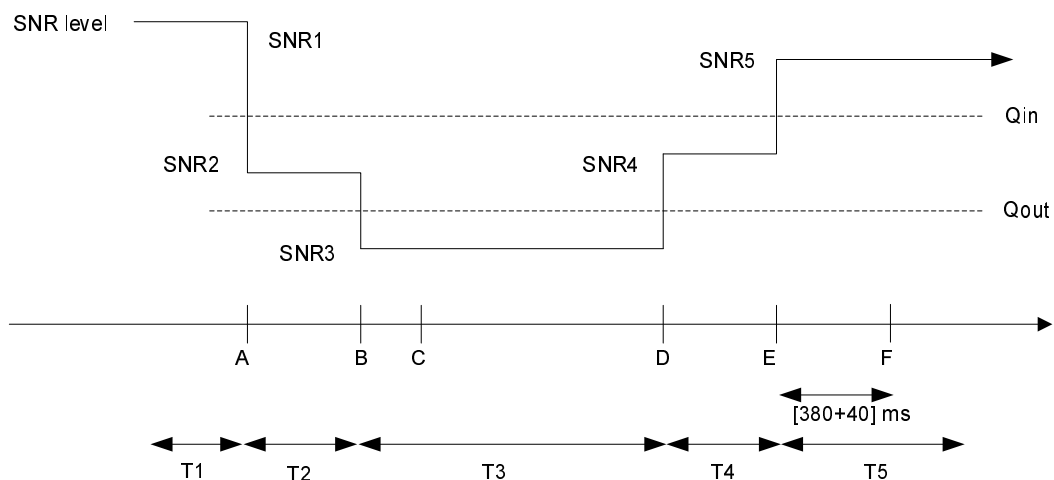 SNR level
SNR1
SNR5
Qin
SNR2
SNR4
Qout
SNR3
A B C D E F
[380+40] ms
T1 T2 T3 T4 T5